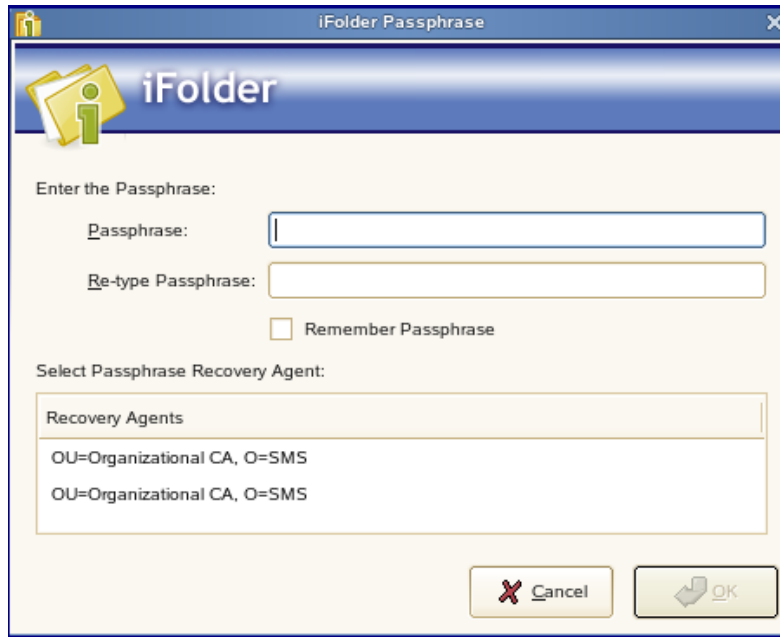 iFolder Passphrase
iFolder
Enter the Passphrase:
Passphrase:
Re-type Passphrase:
Remember Passphrase
Select Passphrase Recovery Agent:
Recovery Agents
OU=Organizational CA, O=SMS
OU=Organizational CA, O=SMS
Cancel
OK